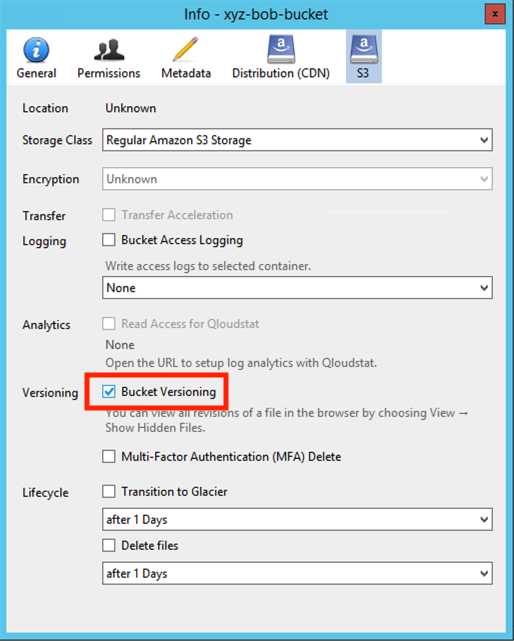 Info - xyz-bob-bucket
x
General Permissions Metadata Distribution (CDN) S3
Location Unknown
Storage Class Regular Amazon S3 Storage
Encryption Unknown
Transfer Transfer Acceleration
Logging Bucket Access Logging
Write access logs to selected container.
None
Analytics Read Access for Qloudstat
None
Open the URL to setup log analytics with Qloudstat.
Versioning Bucket Versioning
You can view all revisions of a file in the browser by choosing View →
Show Hidden Files.
Multi-Factor Authentication (MFA) Delete
Lifecycle Transition to Glacier
after 1 Days
Delete files
after 1 Days